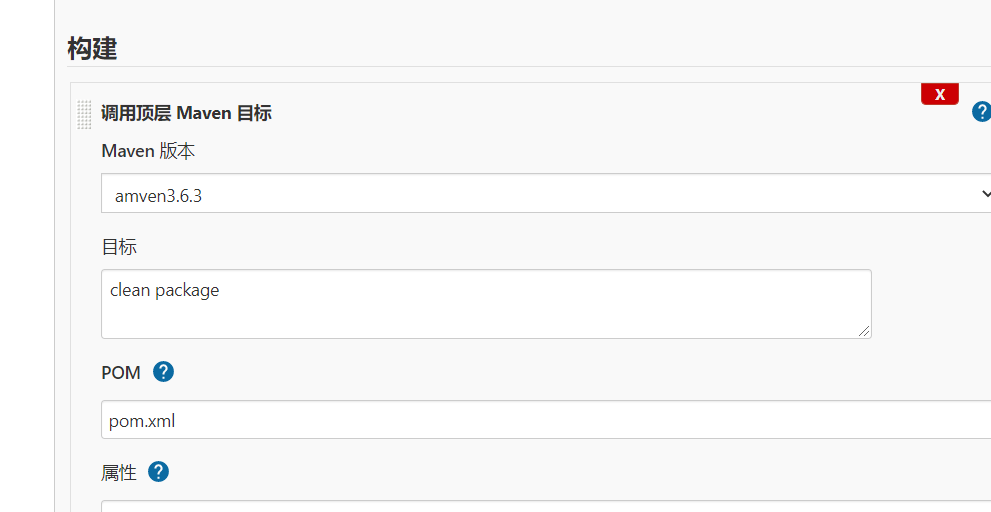 构建
X
调用顶层 Maven 目标
?
Maven 版本
amven3.6.3
目标
clean package
POM ?
pom.xml
属性 ?